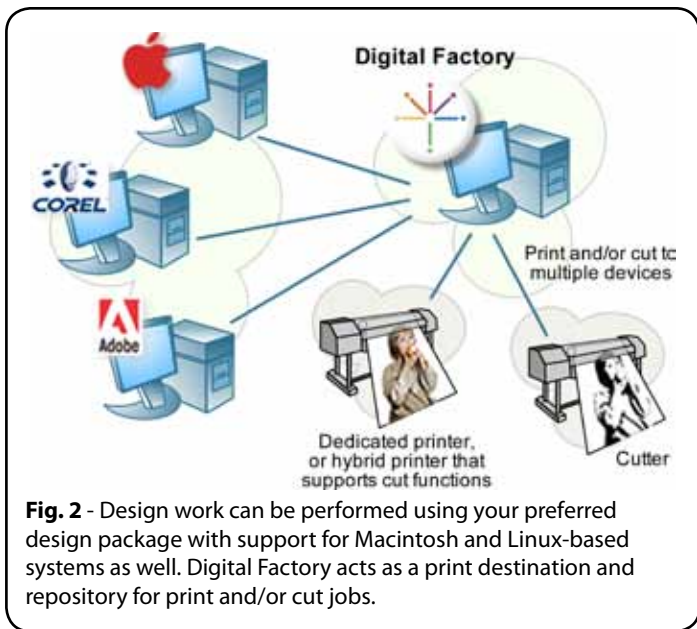 Digital Factory
COREL
Adobe
Print and/or cut to
multiple devices
Dedicated printer,
or hybrid printer that
supports cut functions
Cutter
Fig. 2 - Design work can be performed using your preferred
design package with support for Macintosh and Linux-based
systems as well. Digital Factory acts as a print destination and
repository for print and/or cut jobs.